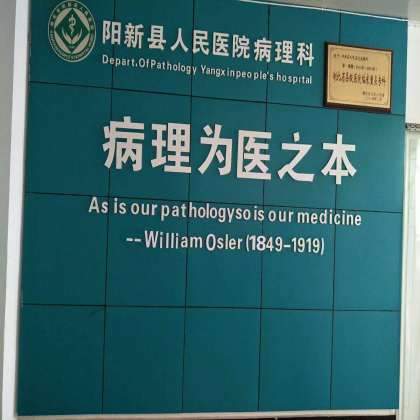 阳新县人民医院病理科
Depart.Of Pathology Yangxinpeople's hospital
病理为医之本
As is our pathologyso is our medicine
--William Osler (1849-1919)